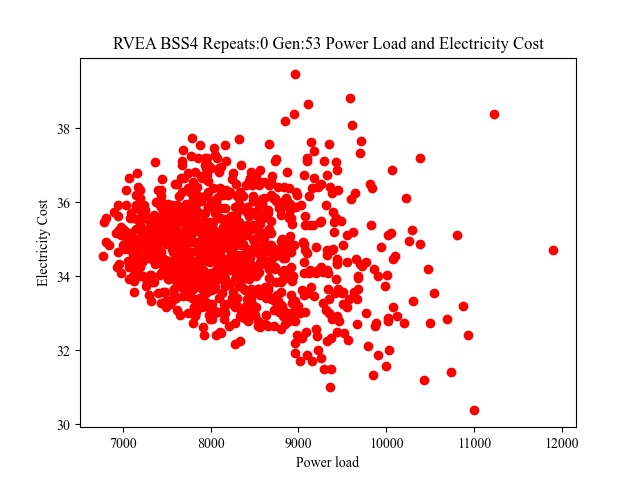 RVEA BSS4 Repeats:0 Gen:53 Power Load and Electricity Cost
38
36
34
32
30
Electricity Cost
7000 8000 9000 10000 11000 12000
Power load